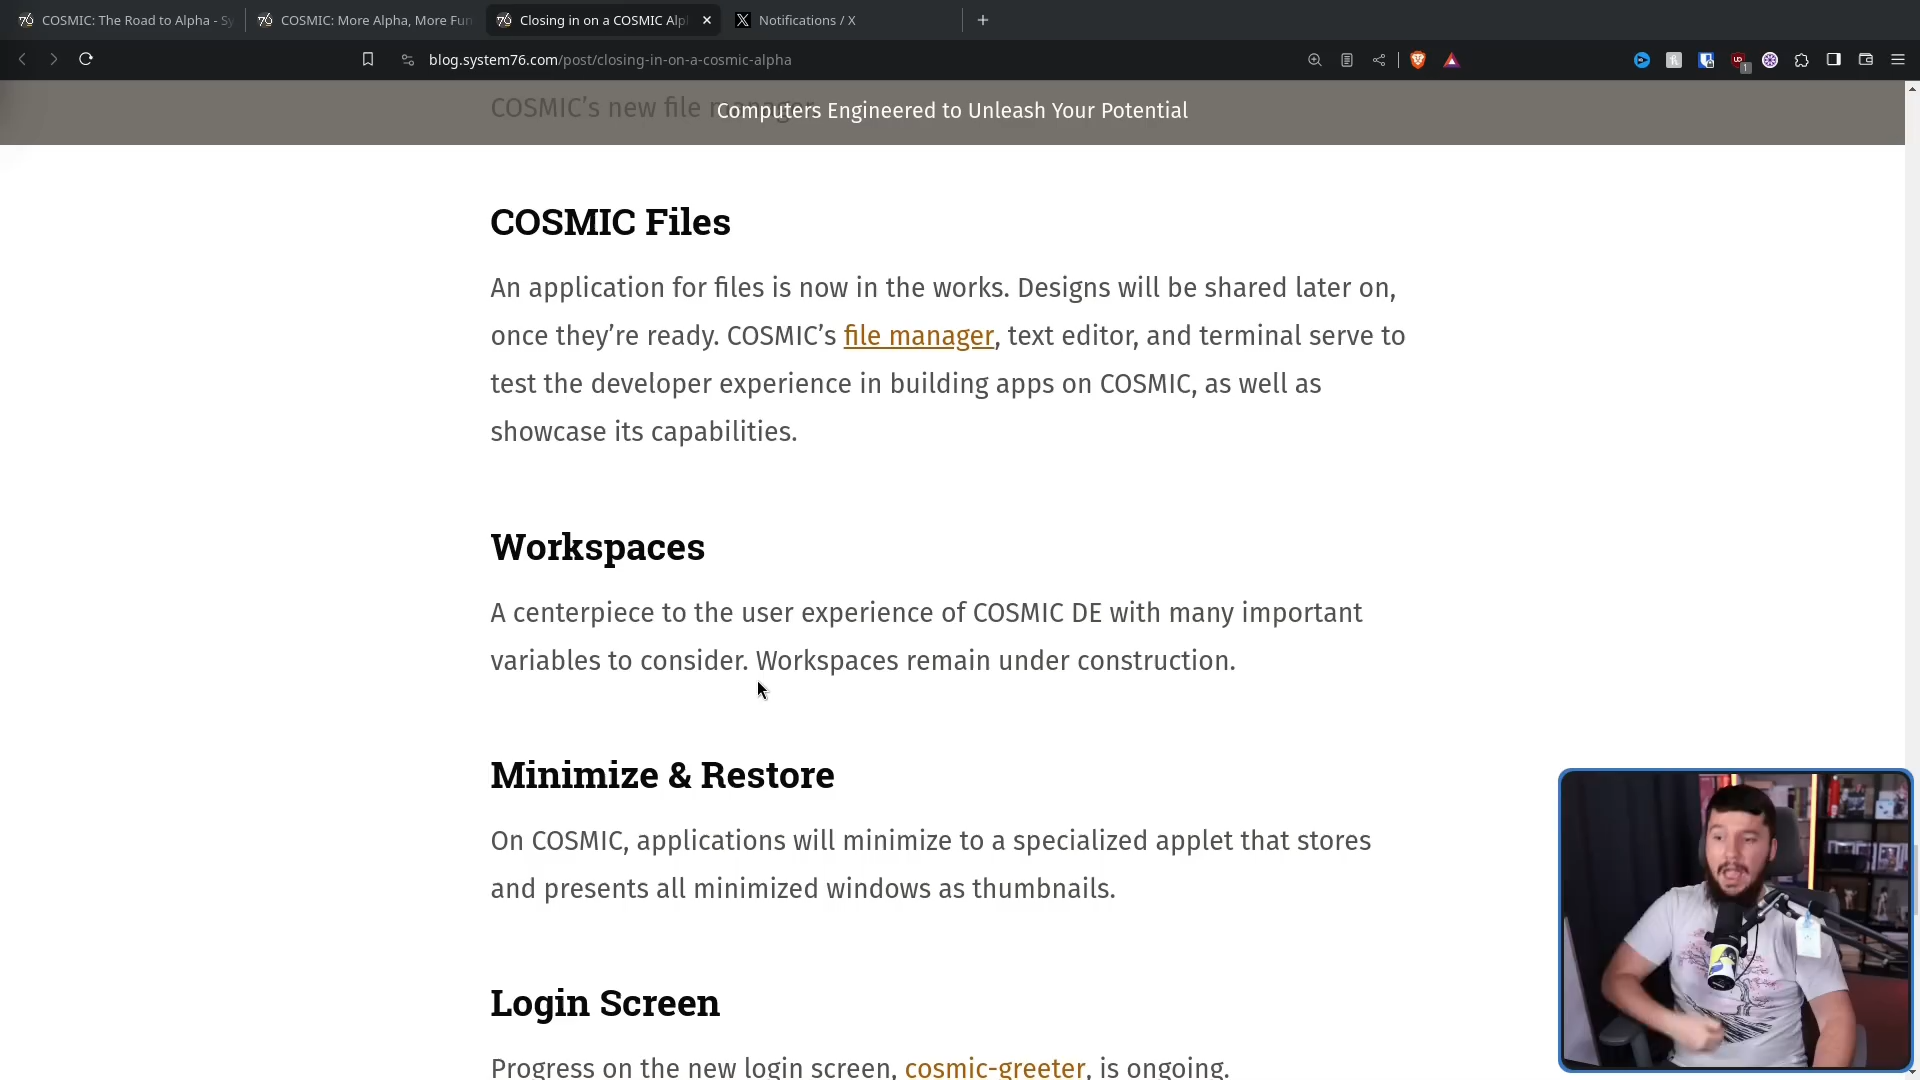 COSMIC: The Road to Alpha - Sy
COSMIC: More Alpha, More Fun
Closing in on a COSMIC Alp
Notifications / X
blog.system76.com/post/closing-in-on-a-cosmic-alpha
COSMIC’s new file manager
Computers Engineered to Unleash Your Potential
COSMIC Files
An application for files is now in the works. Designs will be shared later on,
once they’re ready. COSMIC’s file manager, text editor, and terminal serve to
test the developer experience in building apps on COSMIC, as well as
showcase its capabilities.
Workspaces
A centerpiece to the user experience of COSMIC DE with many important
variables to consider. Workspaces remain under construction.
Minimize & Restore
On COSMIC, applications will minimize to a specialized applet that stores
and presents all minimized windows as thumbnails.
Login Screen
Progress on the new login screen, cosmic-greeter, is ongoing.